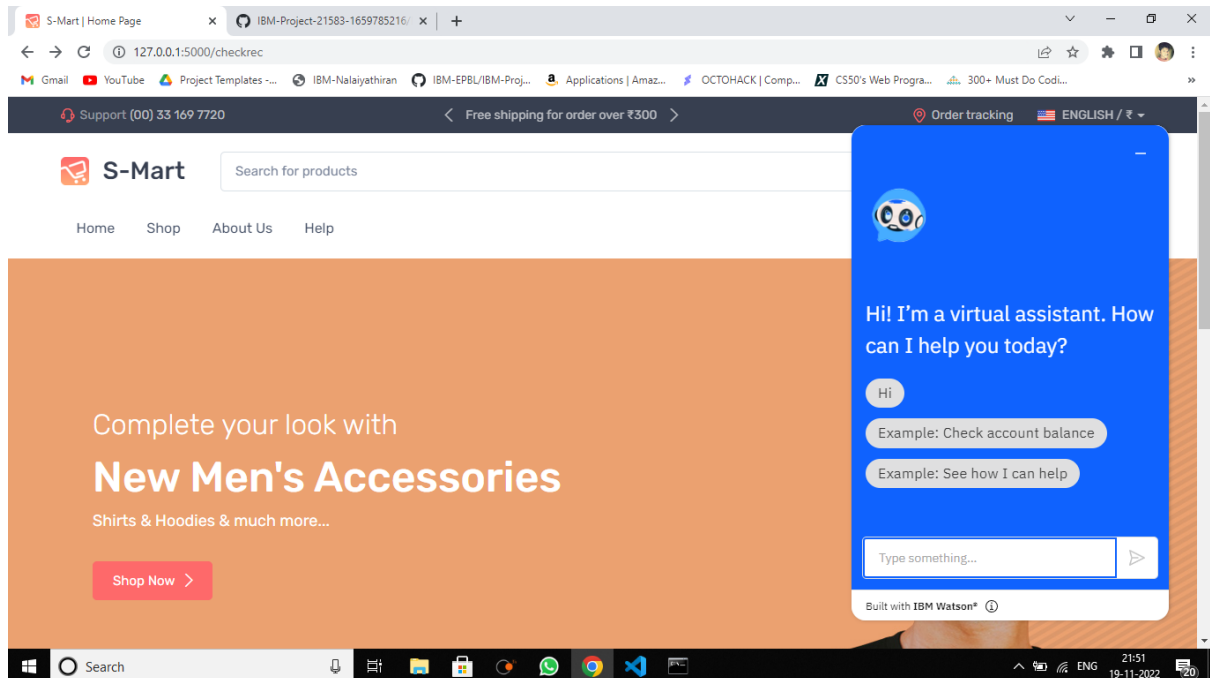 S-Mart | Home Page
IBM-Project-21583-1659785216/
127.0.0.1:5000/checkrec
Gmail YouTube Project Templates -... IBM-Nalaiyathiran IBM-EPBL/IBM-Proj... Applications | Amaz... OCTOHACK | Comp... CS50's Web Progra... 300+ Must Do Codi... »
Support (00) 33 169 7720
Free shipping for order over ₹300
Order tracking
ENGLISH / ₹
S-Mart
Search for products
Home Shop About Us Help
Complete your look with
New Men's Accessories
Shirts & Hoodies & much more...
Shop Now
Hi! I'm a virtual assistant. How
can I help you today?
Hi
Example: Check account balance
Example: See how I can help
Type something...
Built with IBM Watson®
Search
ENG
21:51
19-11-2022
20